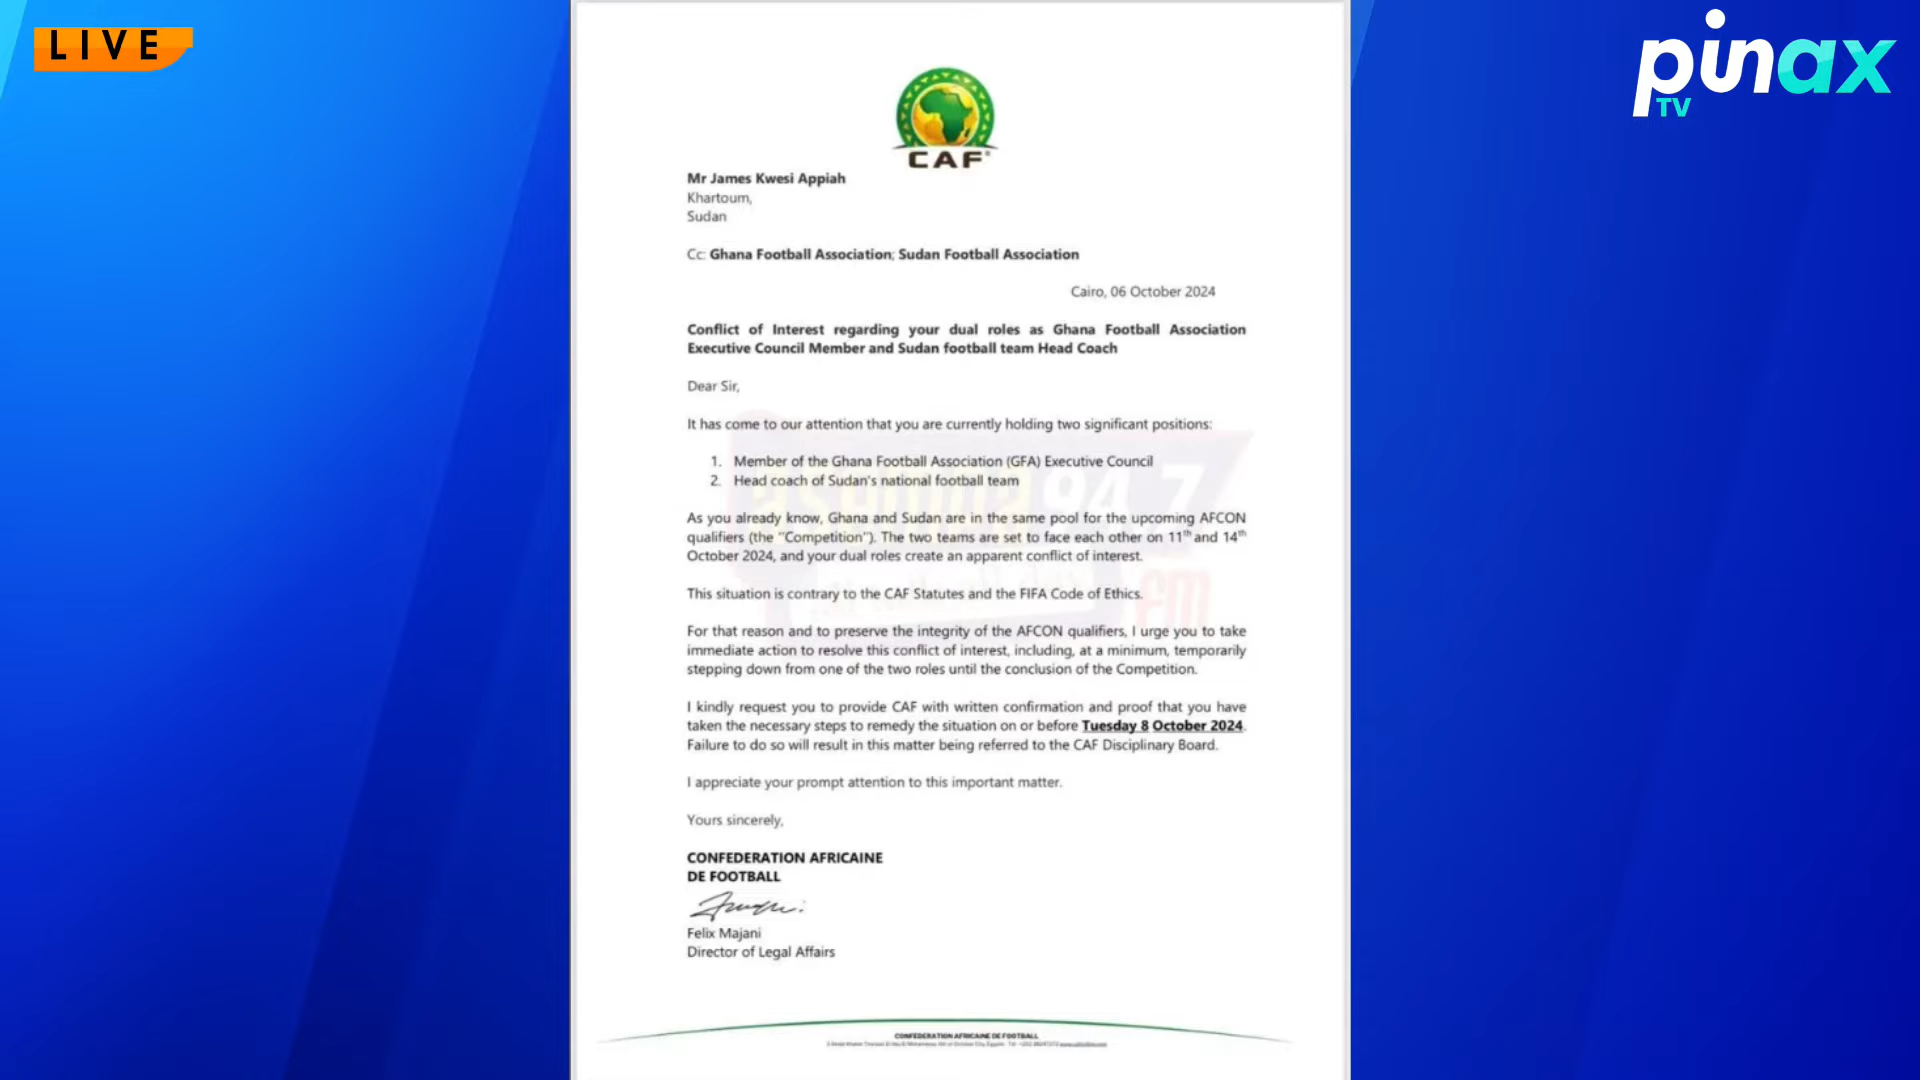 LIVE
pinax
TV
CAF
Mr James Kwesi Appiah
Khartoum,
Sudan
Cc: Ghana Football Association; Sudan Football Association
Cairo, 06 October 2024
Conflict of Interest regarding your dual roles as Ghana Football Association
Executive Council Member and Sudan football team Head Coach
Dear Sir,
It has come to our attention that you are currently holding two significant positions:
1. Member of the Ghana Football Association (GFA) Executive Council
2. Head coach of Sudan's national football team
94.7
As you already know, Ghana and Sudan are in the same pool for the upcoming AFCON
qualifiers (the "Competition"). The two teams are set to face each other on 11th and 14th
October 2024, and your dual roles create an apparent conflict of interest.
This situation is contrary to the CAF Statutes and the FIFA Code of Ethics.
fm
For that reason and to preserve the integrity of the AFCON qualifiers, I urge you to take
immediate action to resolve this conflict of interest, including, at a minimum, temporarily
stepping down from one of the two roles until the conclusion of the Competition.
I kindly request you to provide CAF with written confirmation and proof that you have
taken the necessary steps to remedy the situation on or before Tuesday 8 October 2024.
Failure to do so will result in this matter being referred to the CAF Disciplinary Board.
I appreciate your prompt attention to this important matter.
Yours sincerely,
CONFEDERATION AFRICAINE
DE FOOTBALL
Felix Majani
Director of Legal Affairs
CONFEDERATION AFRICAINE DE FOOTBALL